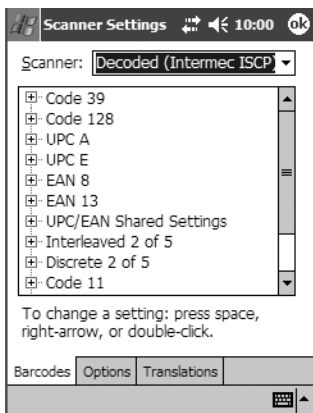 Scanner Settings 10:00 ok
Scanner: Decoded (Intermec ISCP)
Code 39
Code 128
UPC A
UPC E
EAN 8
EAN 13
UPC/EAN Shared Settings
Interleaved 2 of 5
Discrete 2 of 5
Code 11
To change a setting: press space,
right-arrow, or double-click.
Barcodes Options Translations